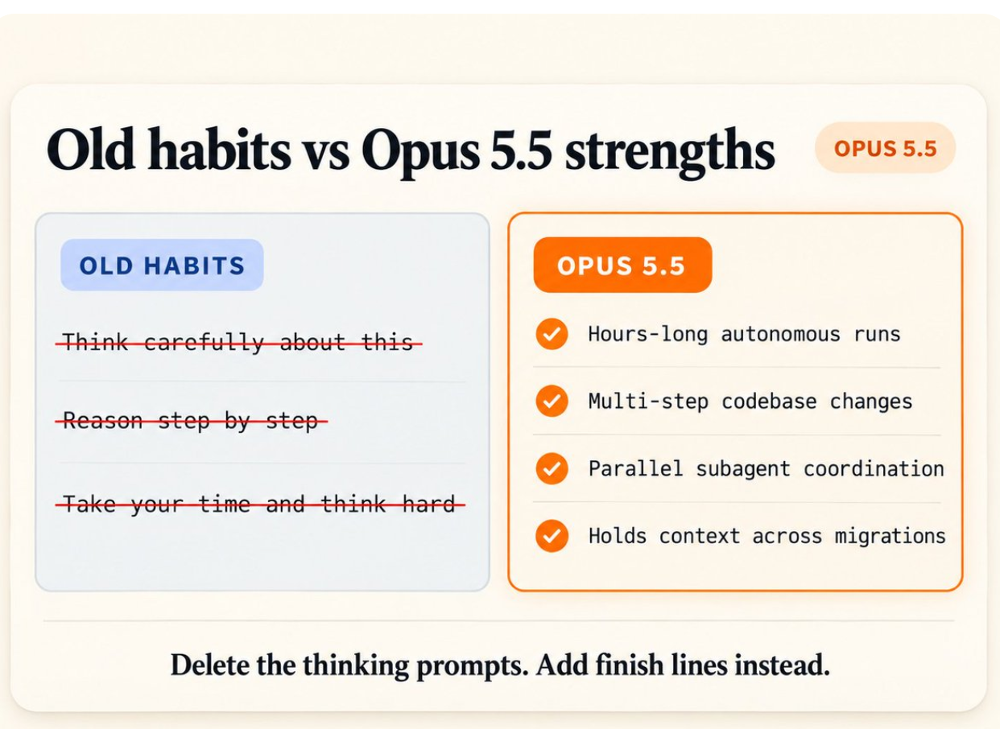 Old habits vs Opus 5.5 strengths
OPUS 5.5
OLD HABITS
Think carefully about this
Reason step by step
Take your time and think hard
OPUS 5.5
Hours-long autonomous runs
Multi-step codebase changes
Parallel subagent coordination
Holds context across migrations
Delete the thinking prompts. Add finish lines instead.